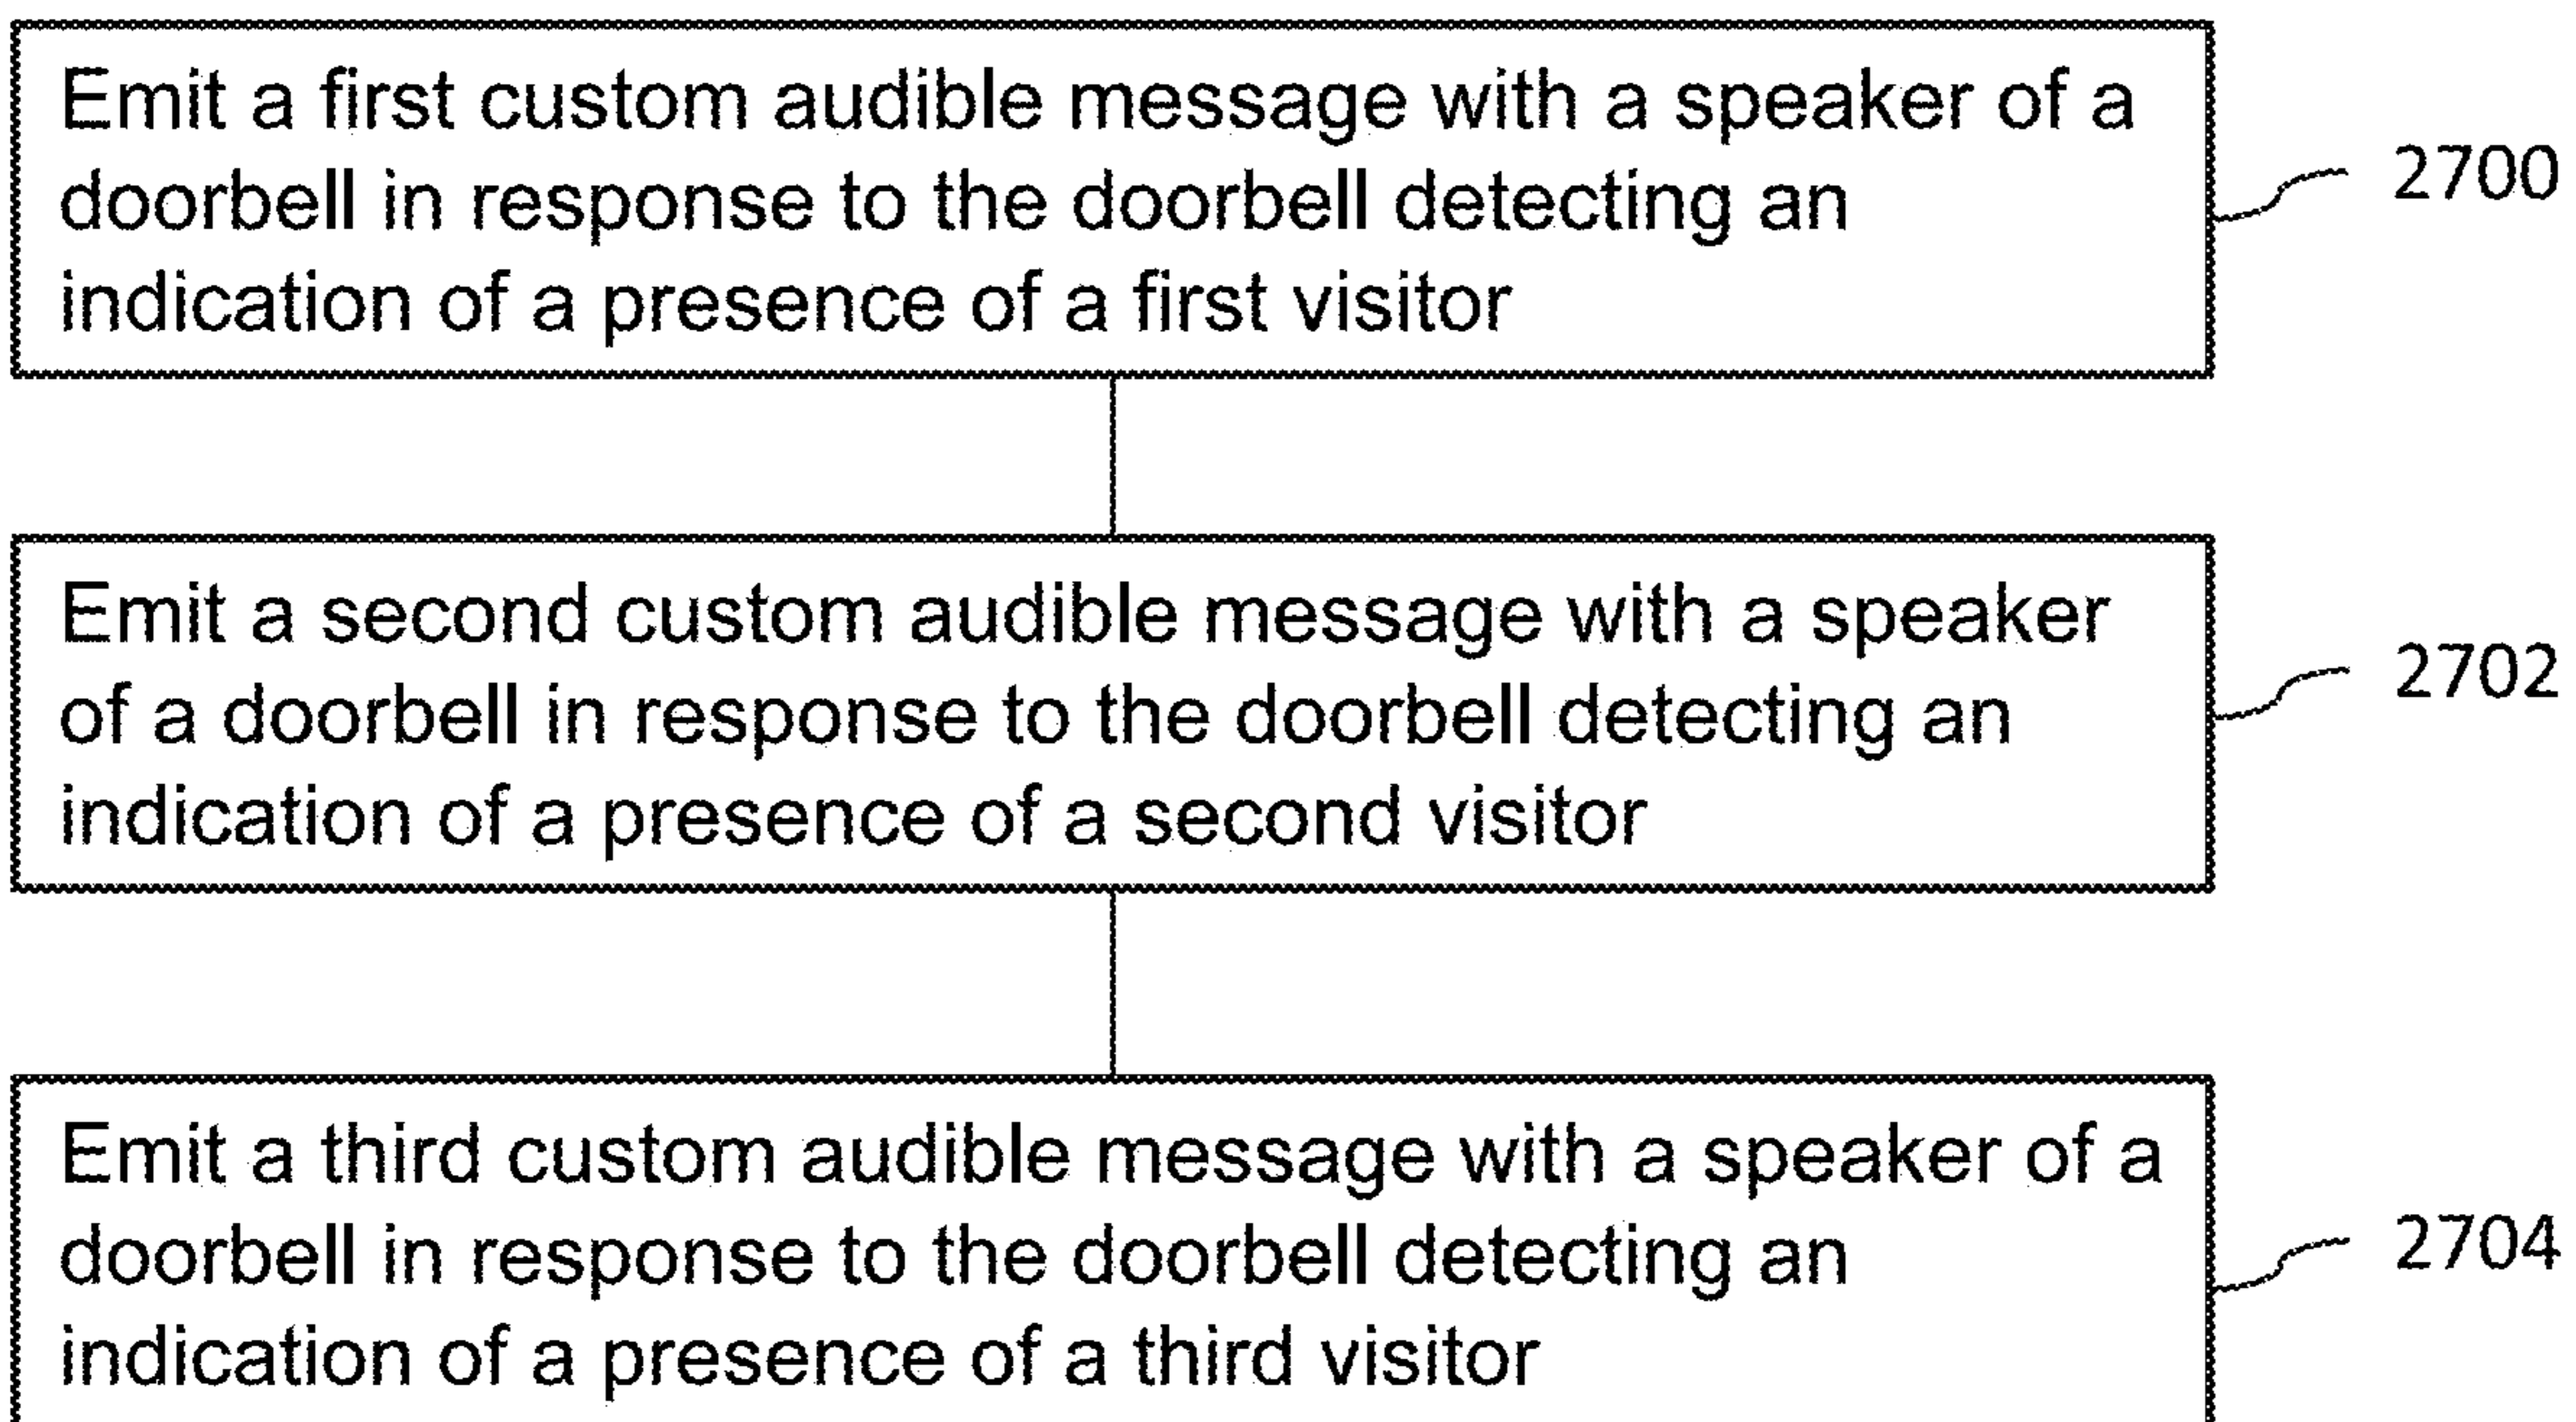 Emit a first custom audible message with a speaker of a
doorbell in response to the doorbell detecting an
indication of a presence of a first visitor
2700
Emit a second custom audible message with a speaker
of a doorbell in response to the doorbell detecting an
indication of a presence of a second visitor
2702
Emit a third custom audible message with a speaker of a
doorbell in response to the doorbell detecting an
indication of a presence of a third visitor
2704